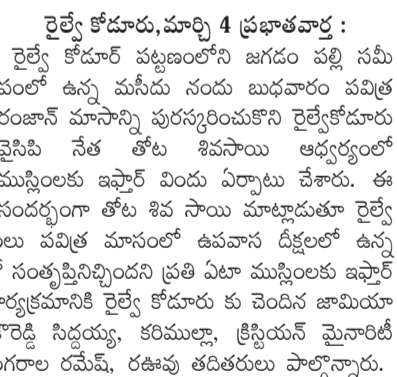 రైల్వే కోడూరు,మార్చి 4 ప్రభాతవార్త :
రైల్వే కోడూర్ పట్టణంలోని జగడం పల్లి సమీ
పంలో ఉన్న మసీదు నందు బుధవారం పవిత్ర
రంజాన్ మాసాన్ని పురస్కరించుకొని రైల్వేకోడూరు
వైసిపి నేత తోట శివసాయి ఆధ్వర్యంలో
ముస్లింలకు ఇఫ్తార్ విందు ఏర్పాటు చేశారు. ఈ
సందర్భంగా తోట శివ సాయి మాట్లాడుతూ రైల్వే
పవిత్ర మాసంలో ఉపవాస దీక్షలలో ఉన్న
సంతృప్తినిచ్చిందని ప్రతి ఏటా ముస్లింలకు ఇఫ్తార్
ర్యక్రమానికి రైల్వే కోడూరు కు చెందిన జామియా
సిద్దయ్య, కరిముల్లా, క్రిస్టియన్ మైనారిటీ
గరాల రమేష్, రఊవు తదితరులు పాల్గొన్నారు.